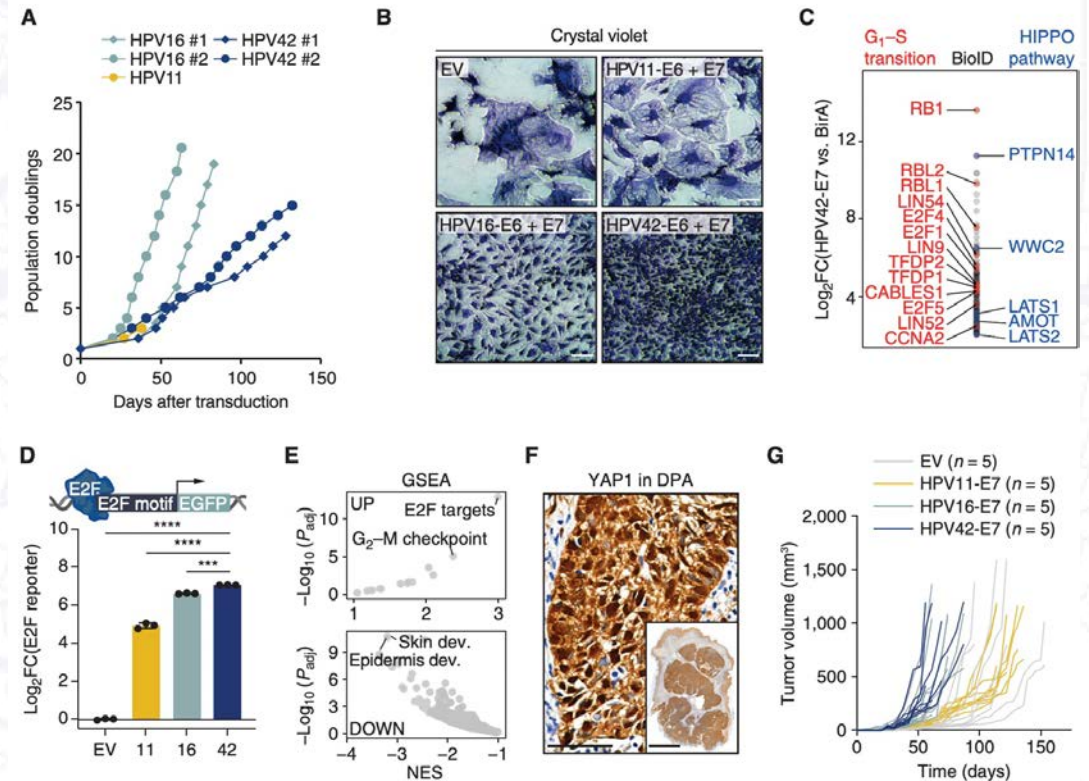 A
HPV16 #1
HPV42 #1
HPV16 #2
HPV42 #2
HPV11
25
20
15
10
5
0
Population doublings
0
50
100
150
Days after transduction
B
Crystal violet
EV
HPV11-E6 + E7
HPV16-E6 + E7
HPV42-E6 + E7
C
G₁–S transition
BioID
HIPPO pathway
Log₂FC(HPV42-E7 vs. BirA)
12
8
4
RB1
RBL2
RBL1
LIN54
E2F4
E2F1
LIN9
TFDP2
TFDP1
CABLES1
E2F5
LIN52
CCNA2
PTPN14
WWC2
LATS1
AMOT
LATS2
D
E2F
E2F motif
EGFP
****
****
***
10
8
6
4
2
0
Log₂FC(E2F reporter)
EV
11
16
42
E
GSEA
UP
E2F targets
G₂–M checkpoint
10
5
0
–Log₁₀ (Padj)
1
2
3
Skin dev.
Epidermis dev.
9
6
3
0
–Log₁₀ (Padj)
DOWN
–4
–3
–2
–1
NES
F
YAP1 in DPA
G
EV (n = 5)
HPV11-E7 (n = 5)
HPV16-E7 (n = 5)
HPV42-E7 (n = 5)
2,000
1,500
1,000
500
0
Tumor volume (mm³)
0
50
100
150
Time (days)